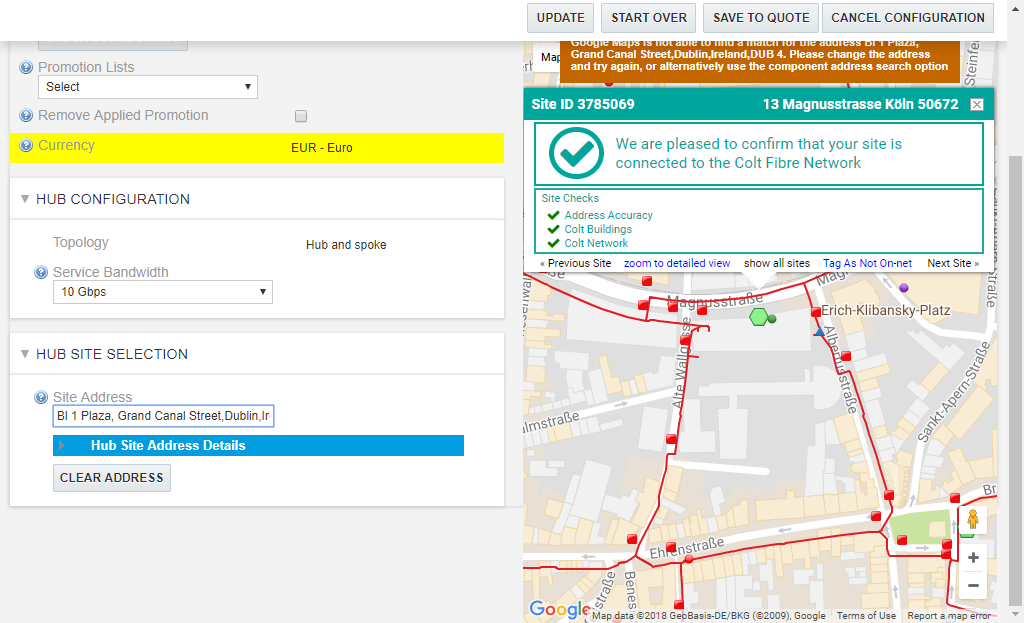 UPDATE
START OVER
SAVE TO QUOTE
CANCEL CONFIGURATION
Promotion Lists
Select
Remove Applied Promotion
Currency
EUR - Euro
HUB CONFIGURATION
Topology
Hub and spoke
Service Bandwidth
10 Gbps
HUB SITE SELECTION
Site Address
Bl 1 Plaza, Grand Canal Street,Dublin,Ir
Hub Site Address Details
CLEAR ADDRESS
Map
Google Maps is not able to find a match for the address Bl 1 Plaza,
Grand Canal Street,Dublin,Ireland,DUB 4. Please change the address
and try again, or alternatively use the component address search option
Steinfe
Site ID 3785069
13 Magnusstrasse Köln 50672
We are pleased to confirm that your site is
connected to the Colt Fibre Network
Site Checks
Address Accuracy
Colt Buildings
Colt Network
« Previous Site
zoom to detailed view
show all sites
Tag As Not On-net
Next Site »
Magnusstraße
Magn
Erich-Klibansky-Platz
Alte Wallgasse
Albertusstraße
Sankt-Apern-Straße
lmstraße
Ehrenstraße
Br
Benes
straße
Google
Map data ©2018 GeoBasis-DE/BKG (©2009), Google
Terms of Use
Report a map error